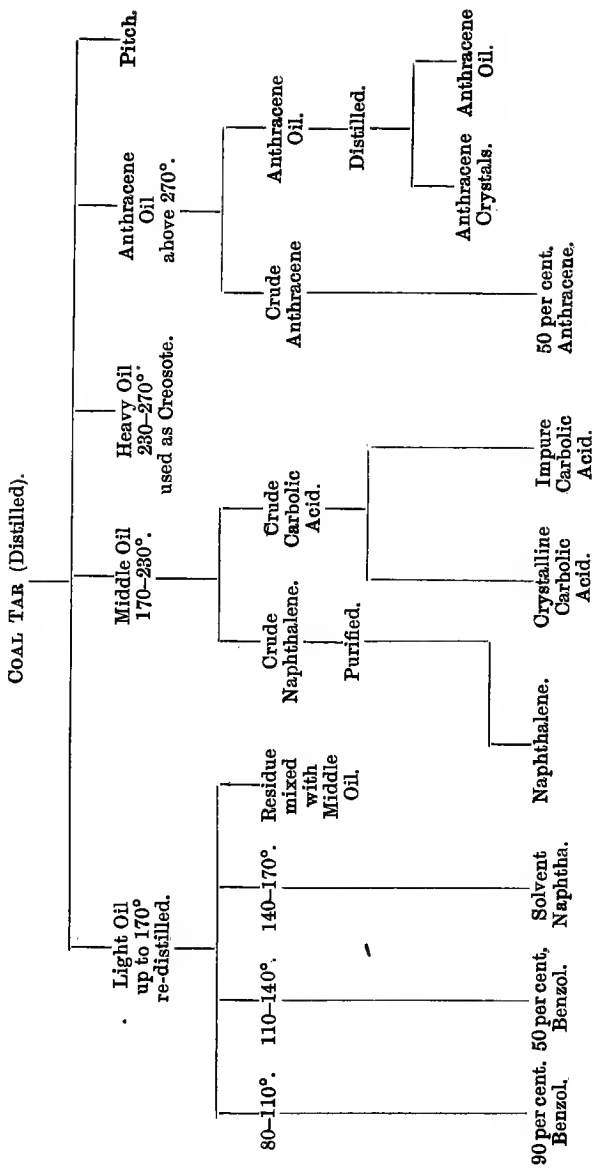 COAL TAR (Distilled).
Light Oil
up to 170°
re-distilled.
Middle Oil
170–230°.
Heavy Oil
230–270°
used as Creosote.
Anthracene
Oil
above 270°.
Pitch.
80–110°.
110–140°.
140–170°.
Residue
mixed
with
Middle
Oil.
Crude
Naphthalene.
Purified.
Crude
Carbolic
Acid.
Crude
Anthracene
Anthracene
Oil.
Distilled.
Anthracene
Crystals.
Anthracene
Oil.
90 per cent.
Benzol.
50 per cent,
Benzol.
Solvent
Naphtha.
Naphthalene.
Crystalline
Carbolic
Acid.
Impure
Carbolic
Acid.
50 per cent.
Anthracene.